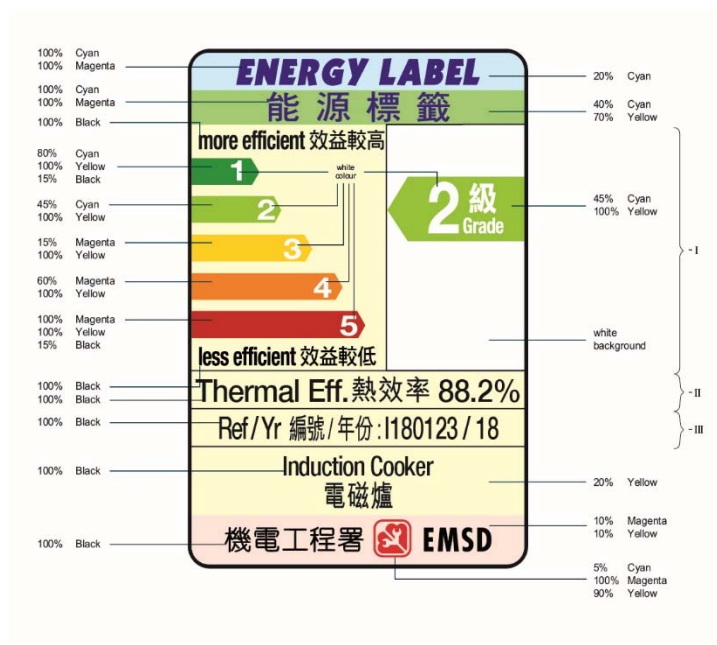 100% Cyan
100% Magenta
100% Cyan
100% Magenta
100% Black
80% Cyan
100% Yellow
15% Black
45% Cyan
100% Yellow
15% Magenta
100% Yellow
60% Magenta
100% Yellow
100% Magenta
100% Yellow
15% Black
100% Black
100% Black
100% Black
100% Black
100% Black
ENERGY LABEL
能源標籤
more efficient 效益較高
white
colour
1
2
3
4
5
2 級
Grade
less efficient 效益較低
Thermal Eff. 熱效率 88.2%
Ref/Yr 編號/年份:I180123/18
Induction Cooker
電磁爐
機電工程署 EMSD
20% Cyan
40% Cyan
70% Yellow
45% Cyan
100% Yellow
white
background
20% Yellow
10% Magenta
10% Yellow
5% Cyan
100% Magenta
90% Yellow
- I
- II
- III